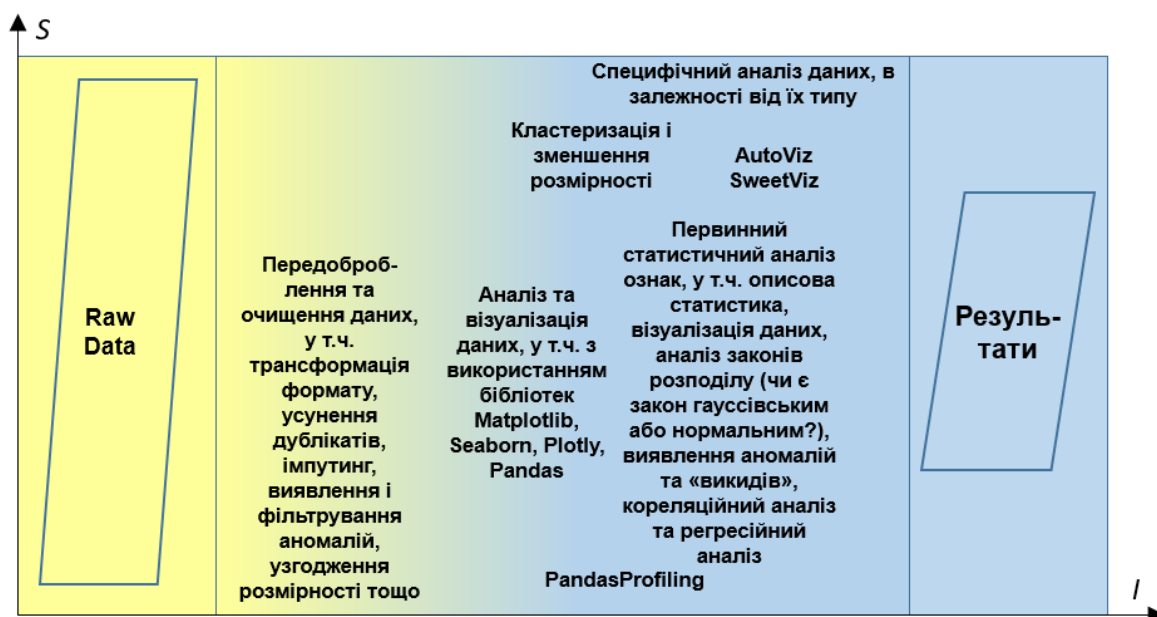 S
Raw
Data
Передоброб-
лення та
очищення даних,
у т.ч.
трансформація
формату,
усунення
дублікатів,
імпутинг,
виявлення і
фільтрування
аномалій,
узгодження
розмірності тощо
Специфічний аналіз даних, в
залежності від їх типу
Кластеризація і
зменшення
розмірності
AutoViz
SweetViz
Аналіз та
візуалізація
даних, у т.ч. з
використанням
бібліотек
Matplotlib,
Seaborn, Plotly,
Pandas
Первинний
статистичний аналіз
ознак, у т.ч. описова
статистика,
візуалізація даних,
аналіз законів
розподілу (чи є
закон гауссівським
або нормальним?),
виявлення аномалій
та «викидів»,
кореляційний аналіз
та регресійний
аналіз
PandasProfiling
Резуль-
тати
I